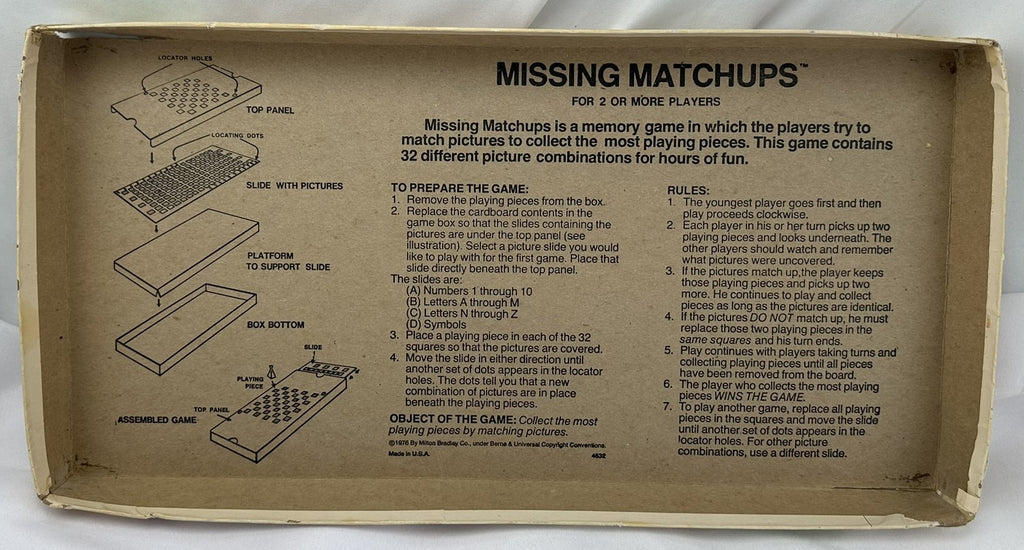 LOCATOR HOLES
TOP PANEL
LOCATING DOTS
SLIDE WITH PICTURES
PLATFORM
TO SUPPORT SLIDE
BOX BOTTOM
SLIDE
PLAYING
PIECE
TOP PANEL
ASSEMBLED GAME
MISSING MATCHUPS™
FOR 2 OR MORE PLAYERS
Missing Matchups is a memory game in which the players try to
match pictures to collect the most playing pieces. This game contains
32 different picture combinations for hours of fun.
TO PREPARE THE GAME:
1. Remove the playing pieces from the box.
2. Replace the cardboard contents in the
game box so that the slides containing the
pictures are under the top panel (see
illustration). Select a picture slide you would
like to play with for the first game. Place that
slide directly beneath the top panel.
The slides are:
(A) Numbers 1 through 10
(B) Letters A through M
(C) Letters N through Z
(D) Symbols
3. Place a playing piece in each of the 32
squares so that the pictures are covered.
4. Move the slide in either direction until
another set of dots appears in the locator
holes. The dots tell you that a new
combination of pictures are in place
beneath the playing pieces.
OBJECT OF THE GAME: Collect the most
playing pieces by matching pictures.
©1976 By Milton Bradley Co., under Berne & Universal Copyright Conventions.
Made in U.S.A. 4632
RULES:
1. The youngest player goes first and then
play proceeds clockwise.
2. Each player in his or her turn picks up two
playing pieces and looks underneath. The
other players should watch and remember
what pictures were uncovered.
3. If the pictures match up, the player keeps
those playing pieces and picks up two
more. He continues to play and collect
pieces as long as the pictures are identical.
4. If the pictures DO NOT match up, he must
replace those two playing pieces in the
same squares and his turn ends.
5. Play continues with players taking turns and
collecting playing pieces until all pieces
have been removed from the board.
6. The player who collects the most playing
pieces WINS THE GAME.
7. To play another game, replace all playing
pieces in the squares and move the slide
until another set of dots appears in the
locator holes. For other picture
combinations, use a different slide.